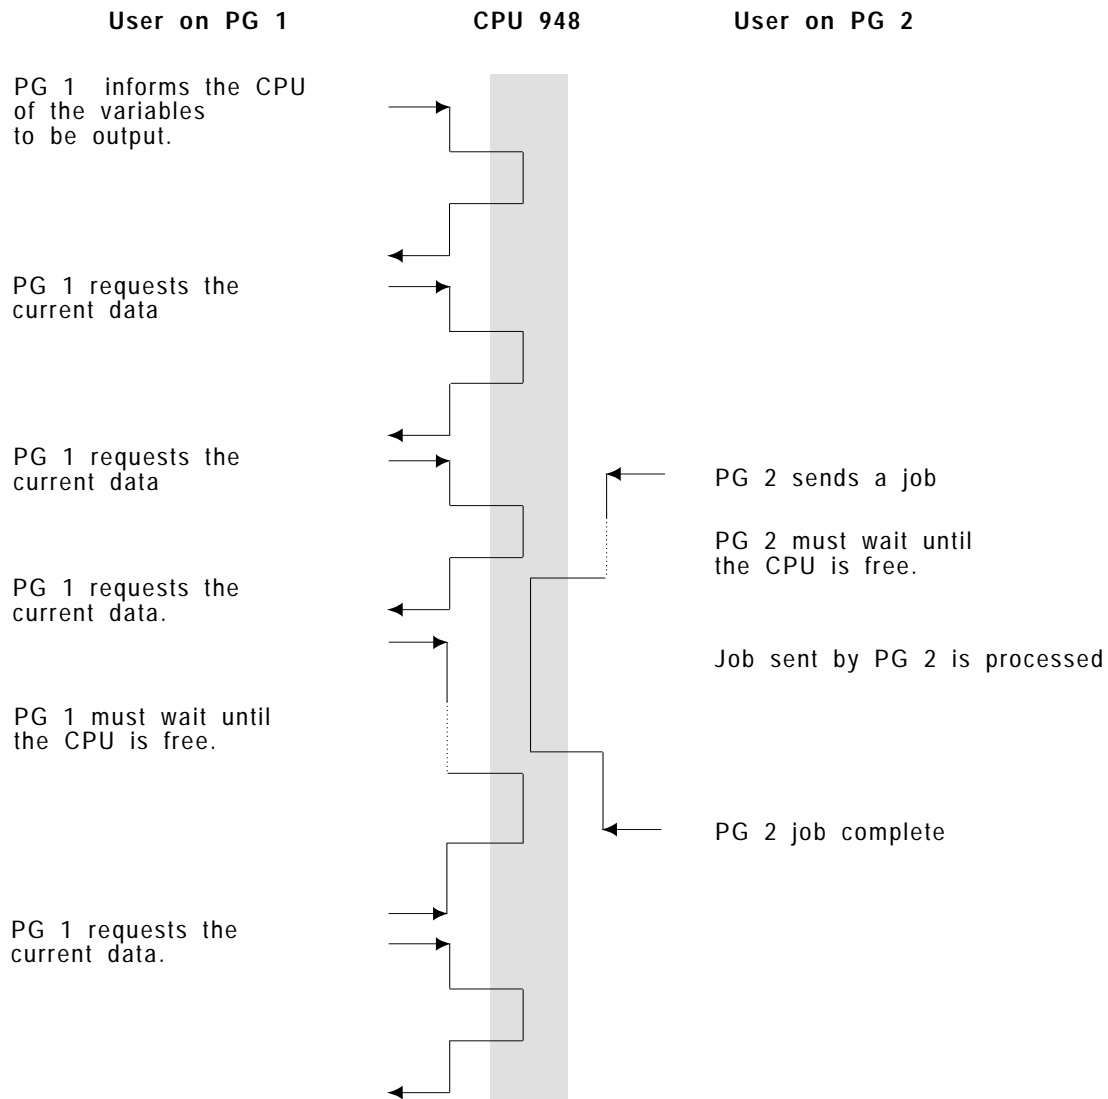 User on PG 1
CPU 948
User on PG 2
PG 1 informs the CPU
of the variables
to be output.
PG 1 requests the
current data
PG 1 requests the
current data
PG 2 sends a job
PG 2 must wait until
the CPU is free.
PG 1 requests the
current data.
Job sent by PG 2 is processed
PG 1 must wait until
the CPU is free.
PG 2 job complete
PG 1 requests the
current data.